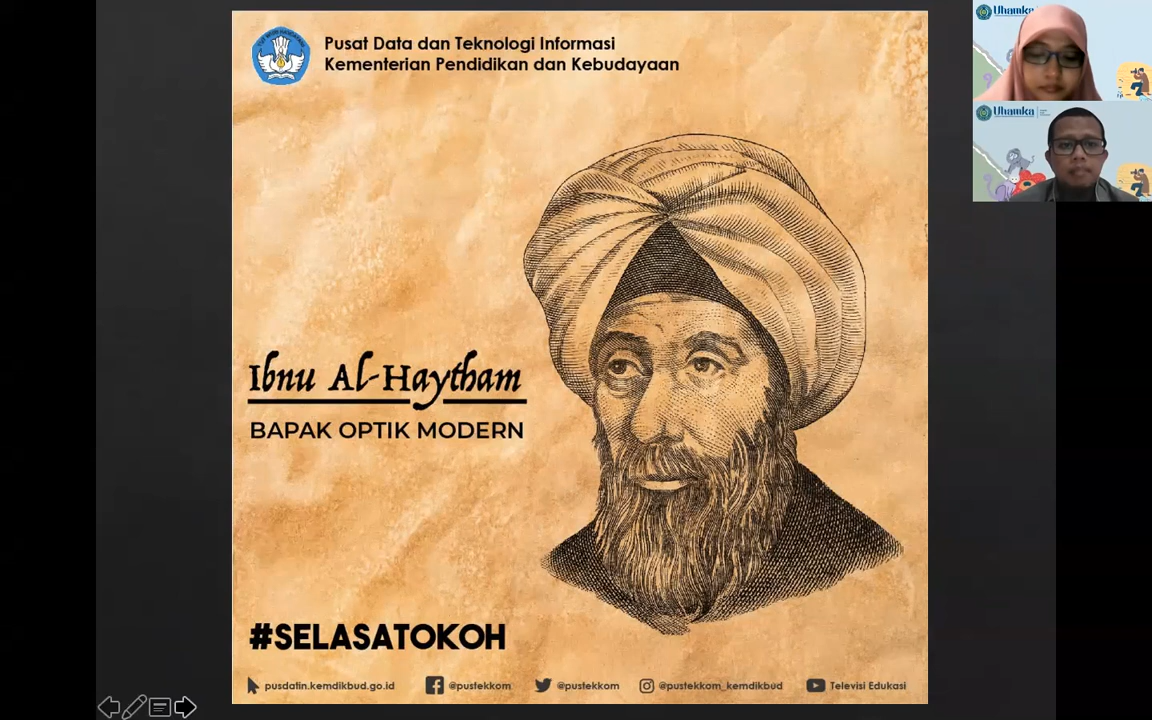 Pusat Data dan Teknologi Informasi
Kementerian Pendidikan dan Kebudayaan
Ibnu Al-Haytham
BAPAK OPTIK MODERN
#SELASATOKOH
pusdatin.kemdikbud.go.id
@pustekkom
@pustekkom
@pustekkom_kemdikbud
Televisi Edukasi
Uhamka
Uhamka